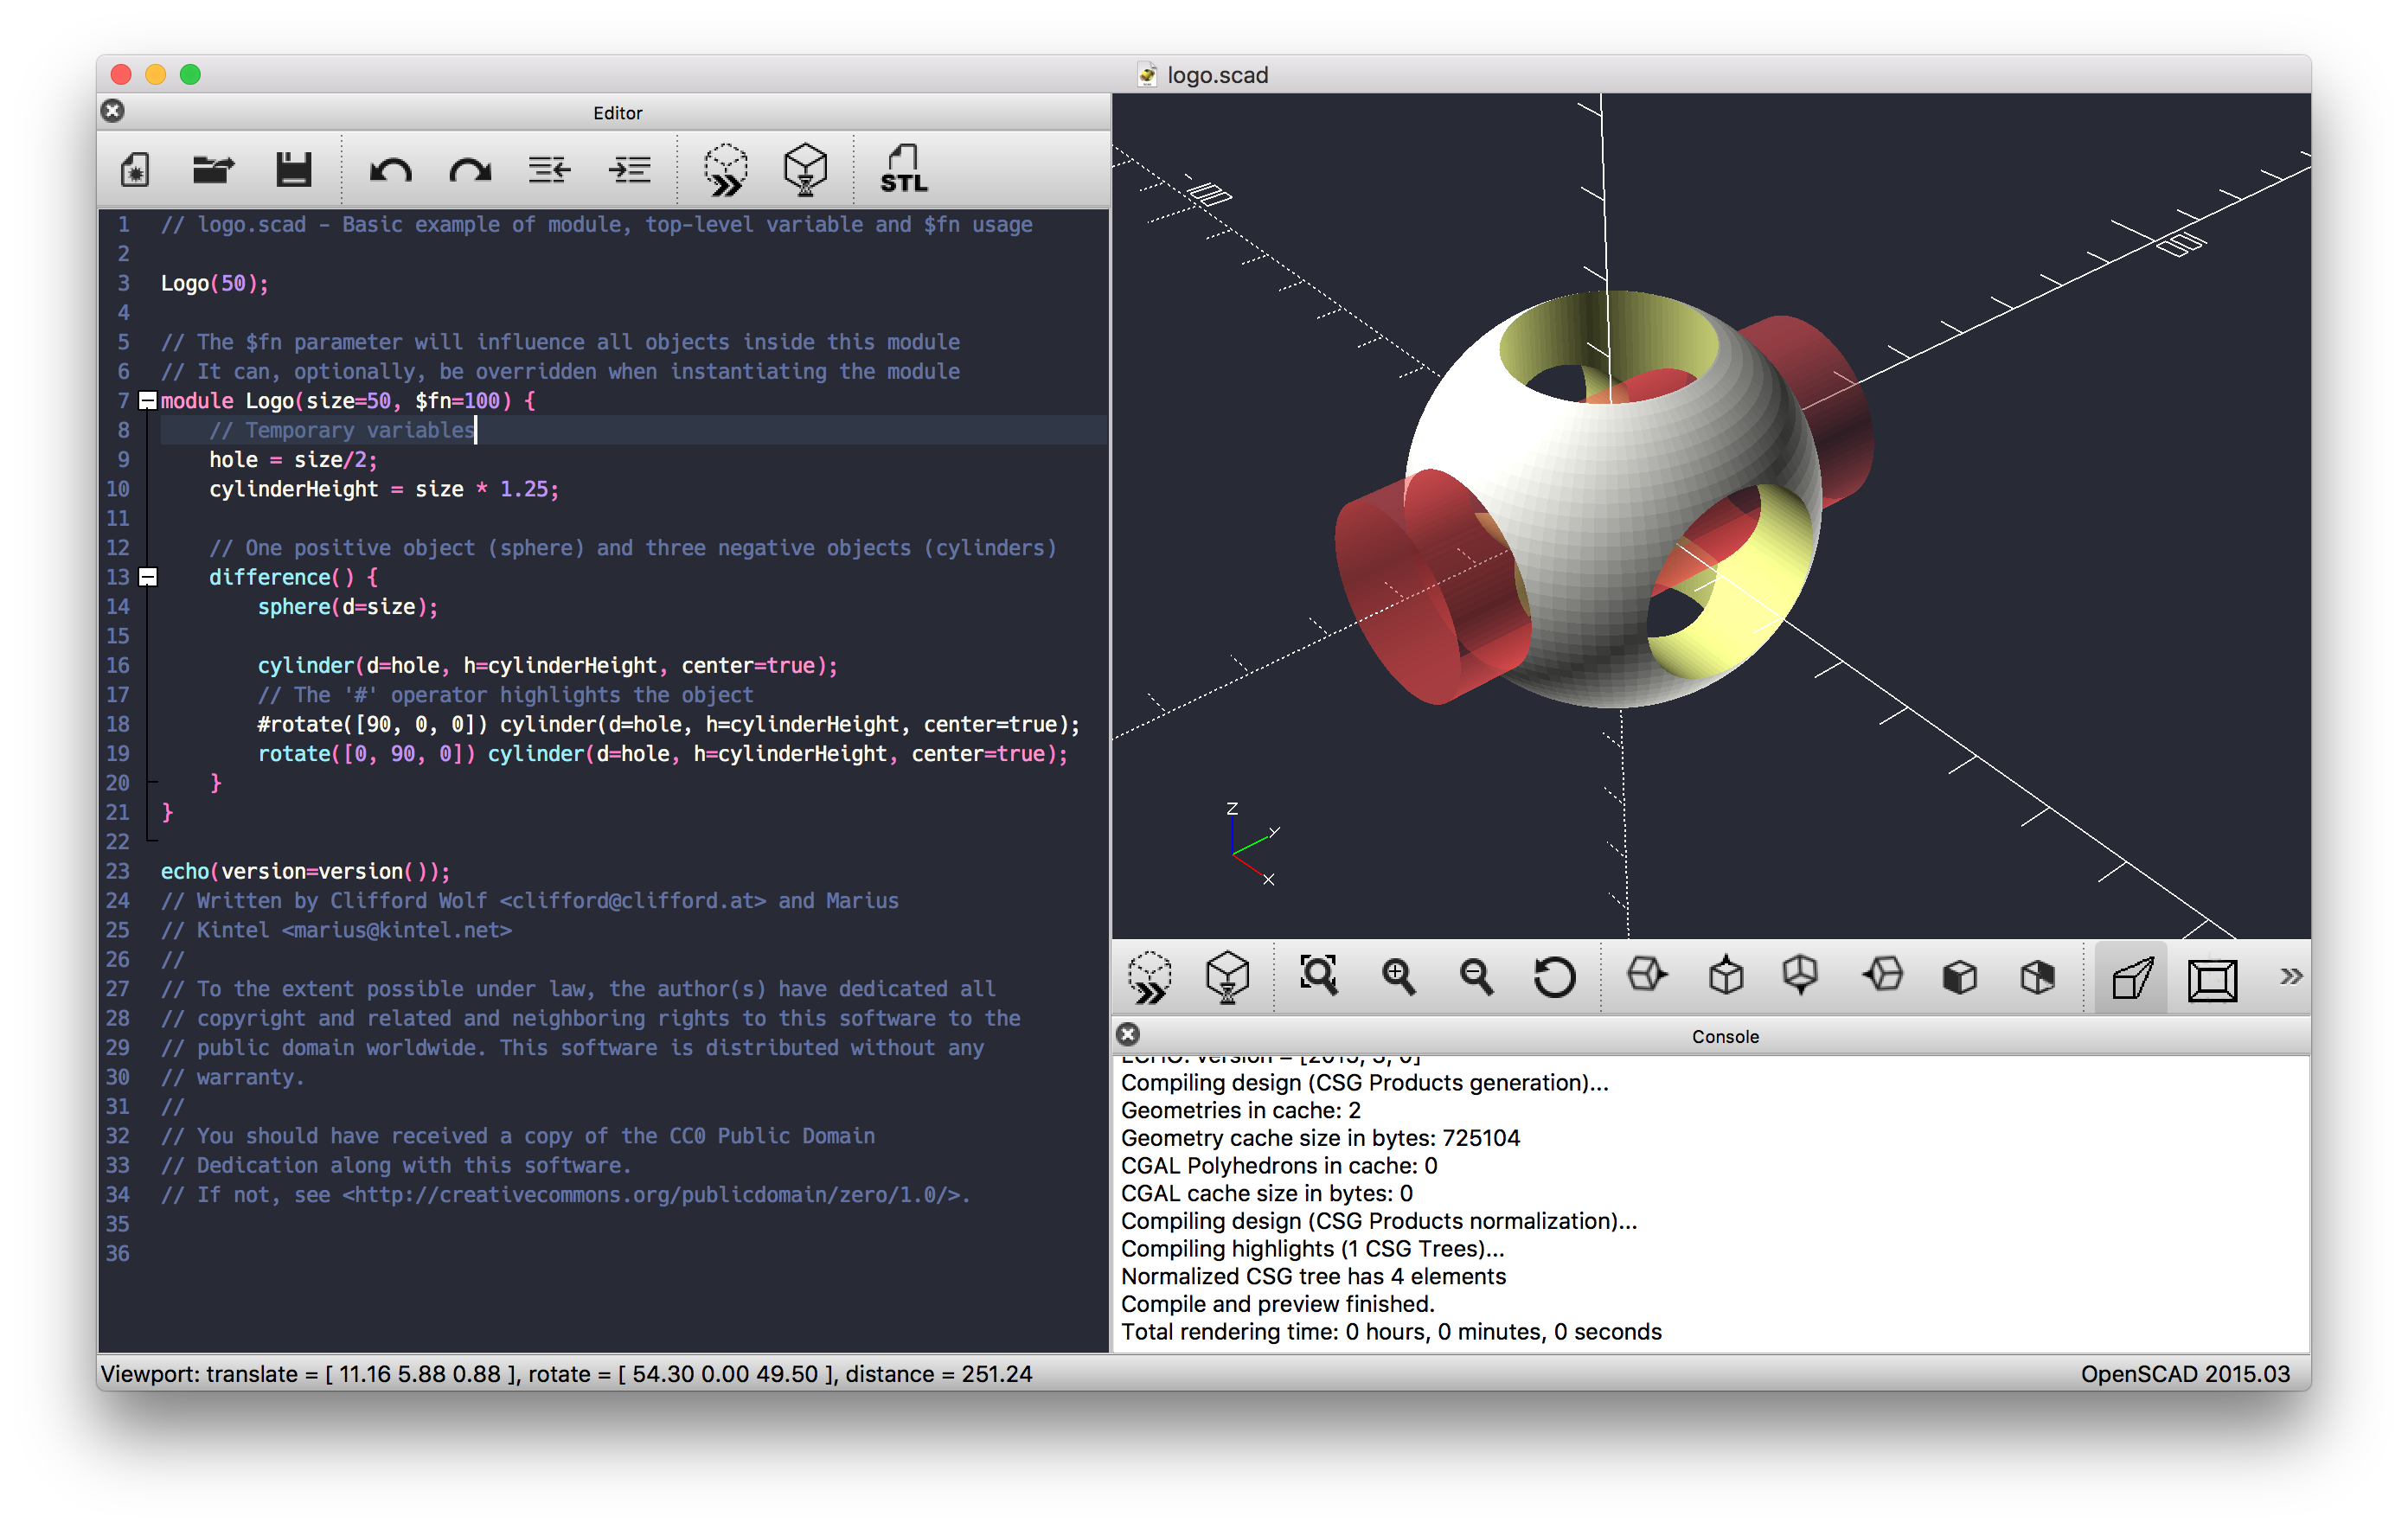 logo.scad
Editor
STL
1 // logo.scad - Basic example of module, top-level variable and $fn usage
2
3 Logo(50);
4
5 // The $fn parameter will influence all objects inside this module
6 // It can, optionally, be overridden when instantiating the module
7 module Logo(size=50, $fn=100) {
8     // Temporary variables
9     hole = size/2;
10     cylinderHeight = size * 1.25;
11
12     // One positive object (sphere) and three negative objects (cylinders)
13     difference() {
14         sphere(d=size);
15
16         cylinder(d=hole, h=cylinderHeight, center=true);
17         // The '#' operator highlights the object
18         #rotate([90, 0, 0]) cylinder(d=hole, h=cylinderHeight, center=true);
19         rotate([0, 90, 0]) cylinder(d=hole, h=cylinderHeight, center=true);
20     }
21 }
22
23 echo(version=version());
24 // Written by Clifford Wolf <clifford@clifford.at> and Marius
25 // Kintel <marius@kintel.net>
26 //
27 // To the extent possible under law, the author(s) have dedicated all
28 // copyright and related and neighboring rights to this software to the
29 // public domain worldwide. This software is distributed without any
30 // warranty.
31 //
32 // You should have received a copy of the CC0 Public Domain
33 // Dedication along with this software.
34 // If not, see <http://creativecommons.org/publicdomain/zero/1.0/>.
35
36
100
100
Z
Y
X
Console
ECHO: version = [2015, 3, 0]
Compiling design (CSG Products generation)...
Geometries in cache: 2
Geometry cache size in bytes: 725104
CGAL Polyhedrons in cache: 0
CGAL cache size in bytes: 0
Compiling design (CSG Products normalization)...
Compiling highlights (1 CSG Trees)...
Normalized CSG tree has 4 elements
Compile and preview finished.
Total rendering time: 0 hours, 0 minutes, 0 seconds
Viewport: translate = [ 11.16 5.88 0.88 ], rotate = [ 54.30 0.00 49.50 ], distance = 251.24
OpenSCAD 2015.03